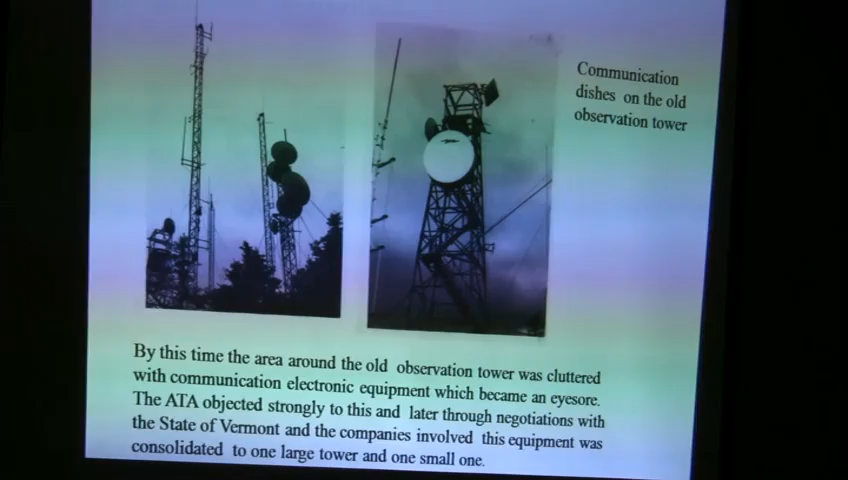 Communication
dishes on the old
observation tower
By this time the area around the old observation tower was cluttered
with communication electronic equipment which became an eyesore.
The ATA objected strongly to this and later through negotiations with
the State of Vermont and the companies involved this equipment was
consolidated to one large tower and one small one.